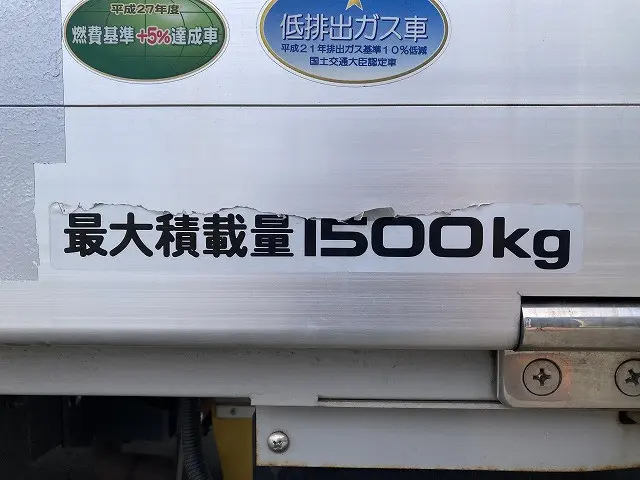 平成27年度
燃費基準+5%達成車
低排出ガス車
平成21年排出ガス基準10%低減
国土交通大臣認定車
最大積載量1500kg